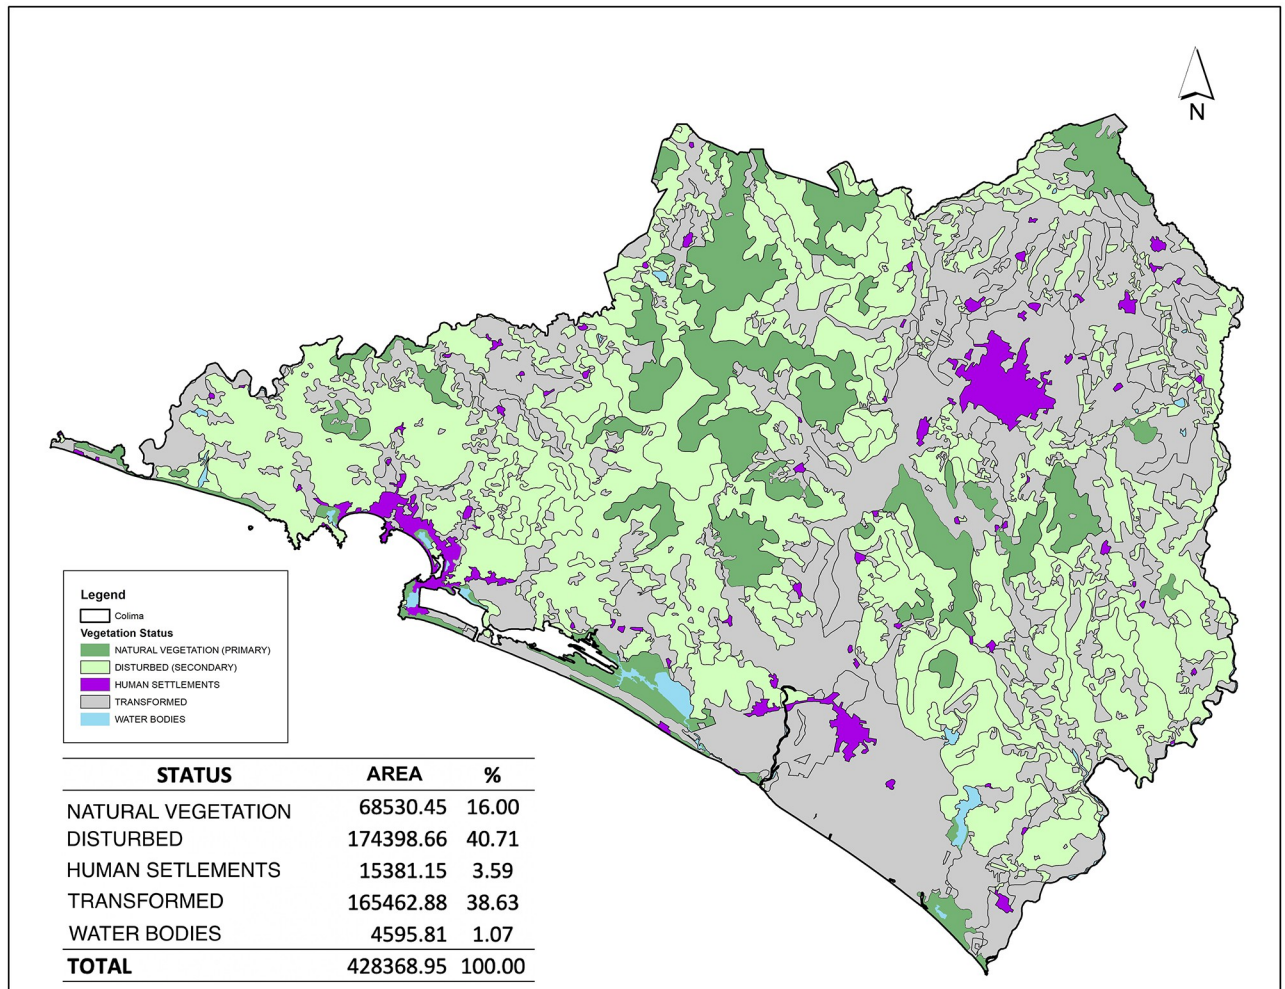 N
Legend
Colima
Vegetation Status
NATURAL VEGETATION (PRIMARY)
DISTURBED (SECONDARY)
HUMAN SETTLEMENTS
TRANSFORMED
WATER BODIES
STATUS AREA %
NATURAL VEGETATION 68530.45 16.00
DISTURBED 174398.66 40.71
HUMAN SETLEMENTS 15381.15 3.59
TRANSFORMED 165462.88 38.63
WATER BODIES 4595.81 1.07
TOTAL 428368.95 100.00